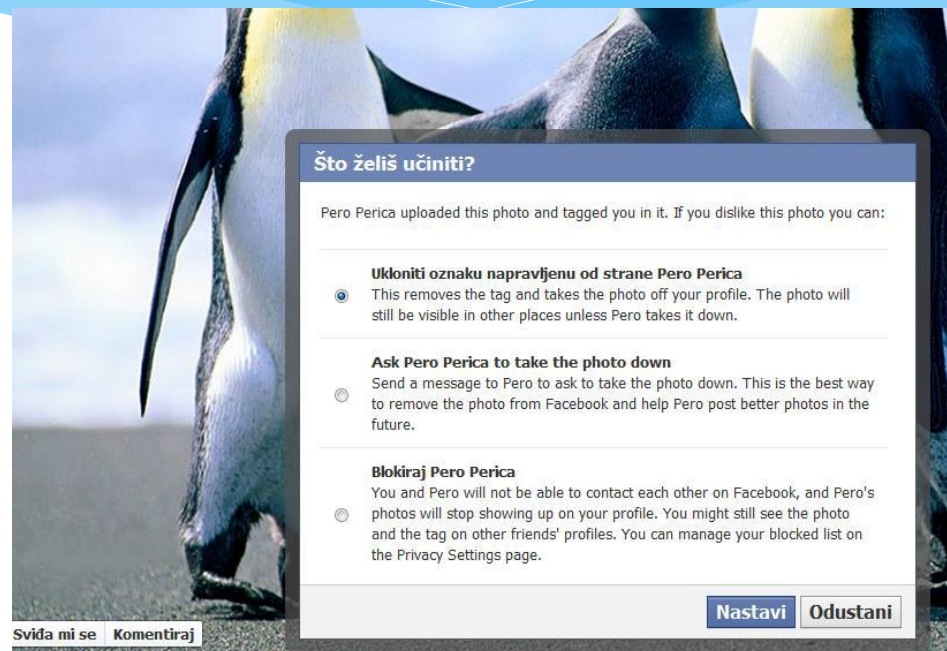 Što želiš učiniti?
Pero Perica uploaded this photo and tagged you in it. If you dislike this photo you can:
Ukloniti oznaku napravljenu od strane Pero Perica
This removes the tag and takes the photo off your profile. The photo will
still be visible in other places unless Pero takes it down.
Ask Pero Perica to take the photo down
Send a message to Pero to ask to take the photo down. This is the best way
to remove the photo from Facebook and help Pero post better photos in the
future.
Blokiraj Pero Perica
You and Pero will not be able to contact each other on Facebook, and Pero's
photos will stop showing up on your profile. You might still see the photo
and the tag on other friends' profiles. You can manage your blocked list on
the Privacy Settings page.
Nastavi Odustani
Sviđa mi se Komentiraj